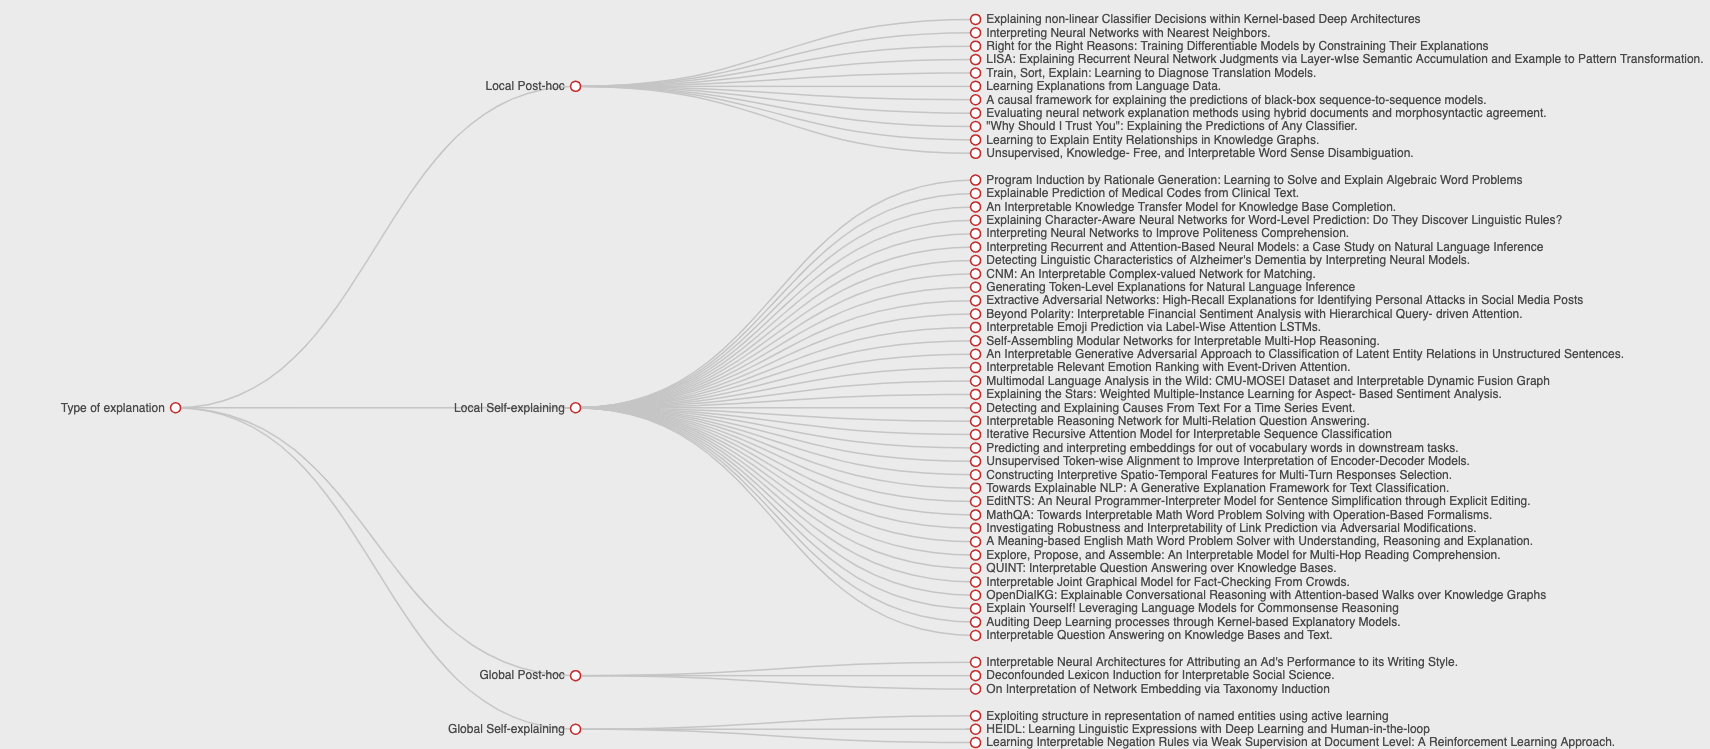 Type of explanation
Local Post-hoc
Explaining non-linear Classifier Decisions within Kernel-based Deep Architectures
Interpreting Neural Networks with Nearest Neighbors.
Right for the Right Reasons: Training Differentiable Models by Constraining Their Explanations
LISA: Explaining Recurrent Neural Network Judgments via Layer-wIse Semantic Accumulation and Example to Pattern Transformation.
Train, Sort, Explain: Learning to Diagnose Translation Models.
Learning Explanations from Language Data.
A causal framework for explaining the predictions of black-box sequence-to-sequence models.
Evaluating neural network explanation methods using hybrid documents and morphosyntactic agreement.
"Why Should I Trust You": Explaining the Predictions of Any Classifier.
Learning to Explain Entity Relationships in Knowledge Graphs.
Unsupervised, Knowledge- Free, and Interpretable Word Sense Disambiguation.
Local Self-explaining
Program Induction by Rationale Generation: Learning to Solve and Explain Algebraic Word Problems
Explainable Prediction of Medical Codes from Clinical Text.
An Interpretable Knowledge Transfer Model for Knowledge Base Completion.
Explaining Character-Aware Neural Networks for Word-Level Prediction: Do They Discover Linguistic Rules?
Interpreting Neural Networks to Improve Politeness Comprehension.
Interpreting Recurrent and Attention-Based Neural Models: a Case Study on Natural Language Inference
Detecting Linguistic Characteristics of Alzheimer's Dementia by Interpreting Neural Models.
CNM: An Interpretable Complex-valued Network for Matching.
Generating Token-Level Explanations for Natural Language Inference
Extractive Adversarial Networks: High-Recall Explanations for Identifying Personal Attacks in Social Media Posts
Beyond Polarity: Interpretable Financial Sentiment Analysis with Hierarchical Query- driven Attention.
Interpretable Emoji Prediction via Label-Wise Attention LSTMs.
Self-Assembling Modular Networks for Interpretable Multi-Hop Reasoning.
An Interpretable Generative Adversarial Approach to Classification of Latent Entity Relations in Unstructured Sentences.
Interpretable Relevant Emotion Ranking with Event-Driven Attention.
Multimodal Language Analysis in the Wild: CMU-MOSEI Dataset and Interpretable Dynamic Fusion Graph
Explaining the Stars: Weighted Multiple-Instance Learning for Aspect- Based Sentiment Analysis.
Detecting and Explaining Causes From Text For a Time Series Event.
Interpretable Reasoning Network for Multi-Relation Question Answering.
Iterative Recursive Attention Model for Interpretable Sequence Classification
Predicting and interpreting embeddings for out of vocabulary words in downstream tasks.
Unsupervised Token-wise Alignment to Improve Interpretation of Encoder-Decoder Models.
Constructing Interpretive Spatio-Temporal Features for Multi-Turn Responses Selection.
Towards Explainable NLP: A Generative Explanation Framework for Text Classification.
EditNTS: An Neural Programmer-Interpreter Model for Sentence Simplification through Explicit Editing.
MathQA: Towards Interpretable Math Word Problem Solving with Operation-Based Formalisms.
Investigating Robustness and Interpretability of Link Prediction via Adversarial Modifications.
A Meaning-based English Math Word Problem Solver with Understanding, Reasoning and Explanation.
Explore, Propose, and Assemble: An Interpretable Model for Multi-Hop Reading Comprehension.
QUINT: Interpretable Question Answering over Knowledge Bases.
Interpretable Joint Graphical Model for Fact-Checking From Crowds.
OpenDialKG: Explainable Conversational Reasoning with Attention-based Walks over Knowledge Graphs
Explain Yourself! Leveraging Language Models for Commonsense Reasoning
Auditing Deep Learning processes through Kernel-based Explanatory Models.
Interpretable Question Answering on Knowledge Bases and Text.
Global Post-hoc
Interpretable Neural Architectures for Attributing an Ad's Performance to its Writing Style.
Deconfounded Lexicon Induction for Interpretable Social Science.
On Interpretation of Network Embedding via Taxonomy Induction
Global Self-explaining
Exploiting structure in representation of named entities using active learning
HEIDL: Learning Linguistic Expressions with Deep Learning and Human-in-the-loop
Learning Interpretable Negation Rules via Weak Supervision at Document Level: A Reinforcement Learning Approach.